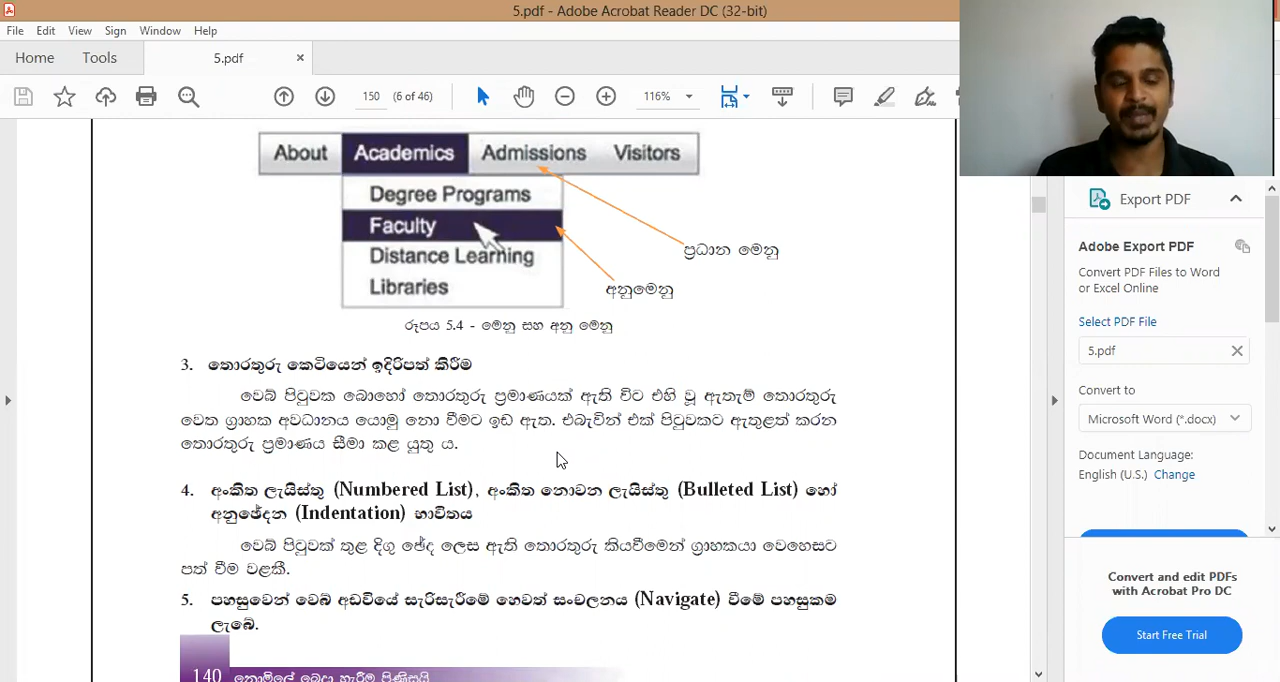 5.pdf - Adobe Acrobat Reader DC (32-bit)
File Edit View Sign Window Help
Home Tools 5.pdf ×
150 (6 of 46) 116%
About Academics Admissions Visitors
Degree Programs
Faculty
Distance Learning
Libraries
ප්‍රධාන මෙනු
අනුමෙනු
රූපය 5.4 - මෙනු සහ අනු මෙනු
3. තොරතුරු කෙටියෙන් ඉදිරිපත් කිරීම
වෙබ් පිටුවක බොහෝ තොරතුරු ප්‍රමාණයක් ඇති විට එහි වූ ඇතැම් තොරතුරු
වෙත ග්‍රාහක අවධානය යොමු නො වීමට ඉඩ ඇත. එබැවින් එක් පිටුවකට ඇතුළත් කරන
තොරතුරු ප්‍රමාණය සීමා කළ යුතු ය.
4. අංකිත ලැයිස්තු (Numbered List), අංකිත නොවන ලැයිස්තු (Bulleted List) හෝ
අනුඡේදන (Indentation) භාවිතය
වෙබ් පිටුවක් තුළ දිගු ඡේද ලෙස ඇති තොරතුරු කියවීමෙන් ග්‍රාහකයා වෙහෙසට
පත් වීම වළකී.
5. පහසුවෙන් වෙබ් අඩවියේ සැරිසැරීමේ හෙවත් සංචලනය (Navigate) වීමේ පහසුකම
ලැබේ.
140 නොමිලේ බෙදා හැරීම පිණිසයි
Export PDF
Adobe Export PDF
Convert PDF Files to Word
or Excel Online
Select PDF File
5.pdf
Convert to
Microsoft Word (*.docx)
Document Language:
English (U.S.) Change
Convert and edit PDFs
with Acrobat Pro DC
Start Free Trial